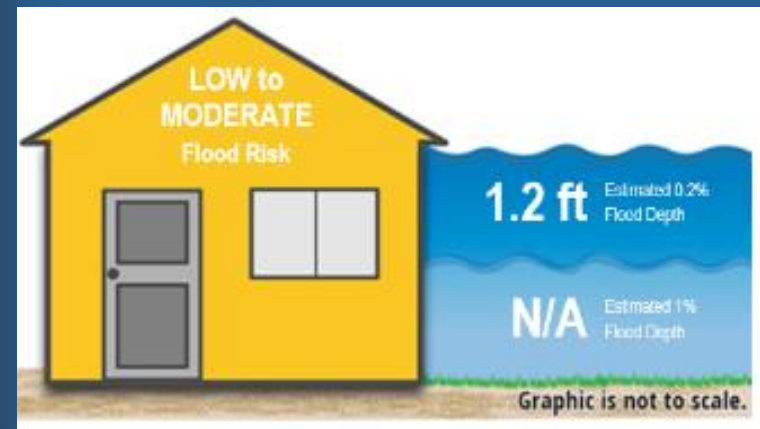 LOW to
MODERATE
Flood Risk
1.2 ft
Estimated 0.2%
Flood Depth
N/A
Estimated 1%
Flood Depth
Graphic is not to scale.